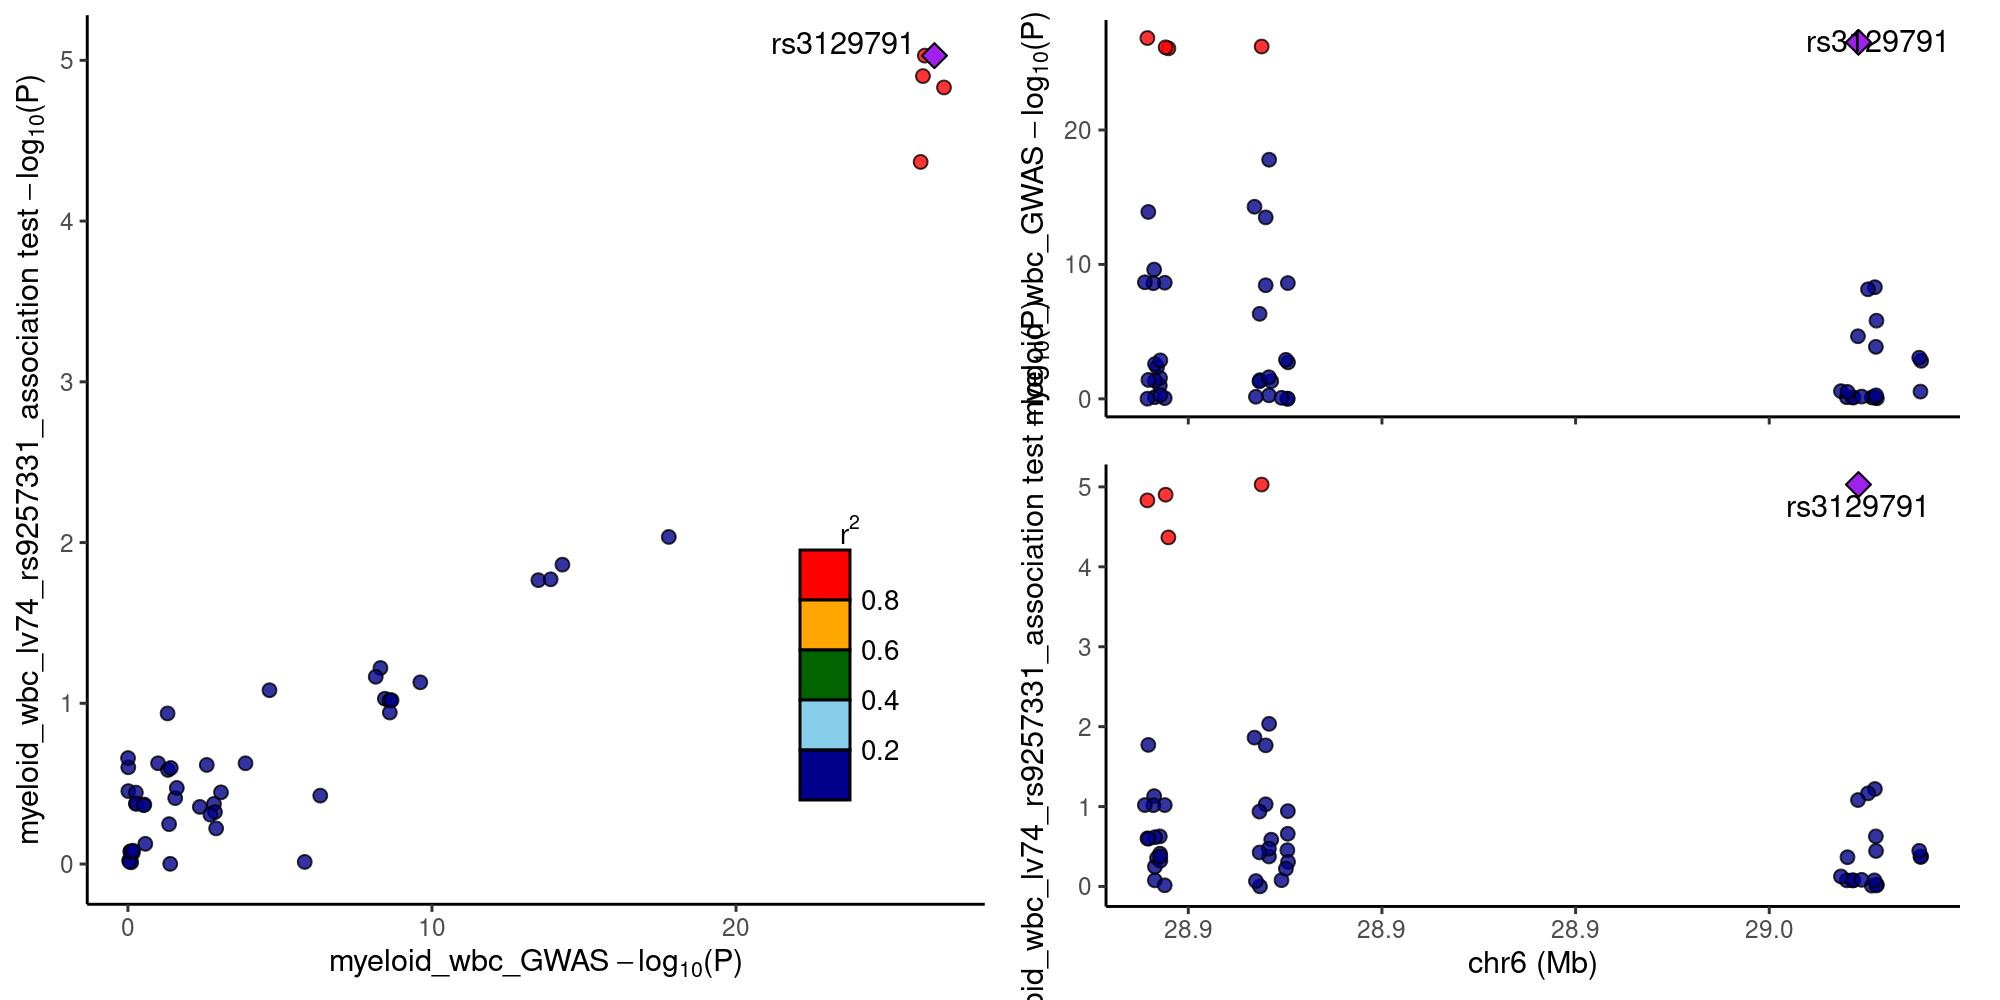 myeloid_wbc_lv74_rs9257331_association test −log10(P)
5
4
3
2
1
0
rs3129791
r2
0.8
0.6
0.4
0.2
0
10
20
myeloid_wbc_GWAS −log10(P)
myeloid_wbc_GWAS −log10(P)
20
10
0
rs3129791
oid_wbc_lv74_rs9257331_association test −log10(P)
5
4
3
2
1
0
rs3129791
28.9
28.9
28.9
29.0
chr6 (Mb)